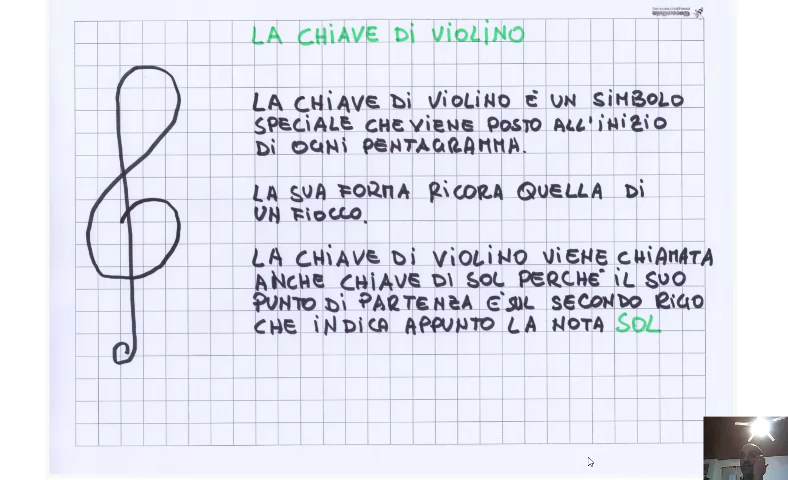 LA CHIAVE DI VIOLINO
LA CHIAVE DI VIOLINO È UN SIMBOLO
SPECIALE CHE VIENE POSTO ALL'INIZIO
DI OGNI PENTAGRAMMA.
LA SUA FORMA RICORA QUELLA DI
UN FIOCCO.
LA CHIAVE DI VIOLINO VIENE CHIAMATA
ANCHE CHIAVE DI SOL PERCHÈ IL SUO
PUNTO DI PARTENZA È SUL SECONDO RIGO
CHE INDICA APPUNTO LA NOTA SOL